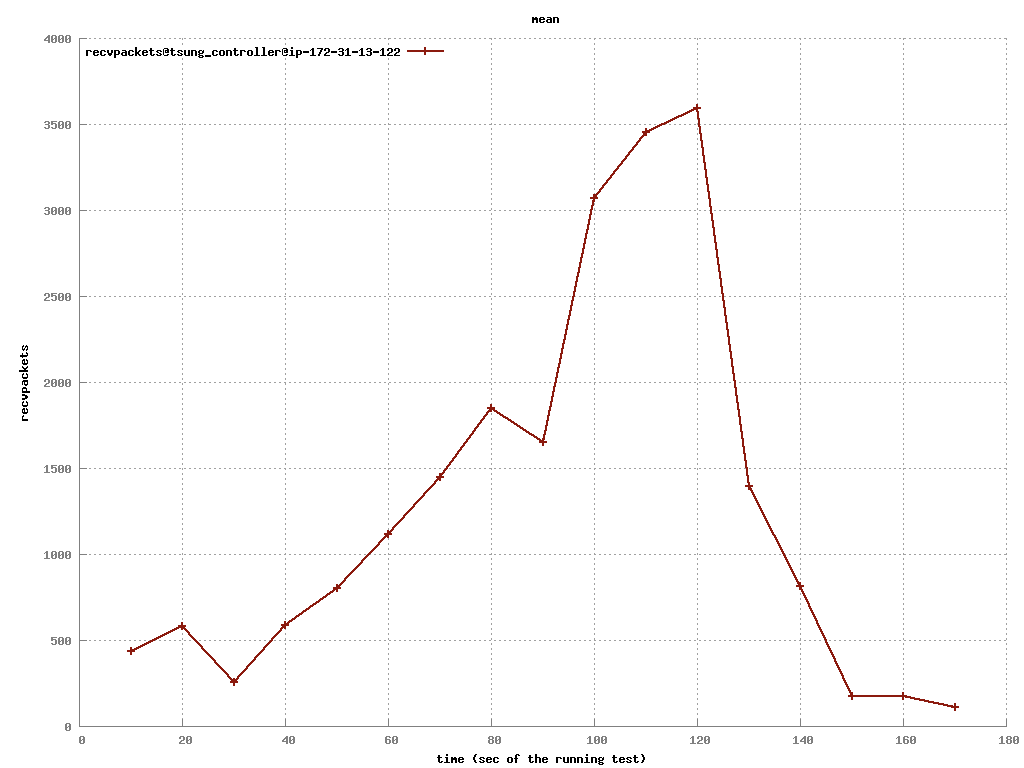 mean
4000
recvpackets@tsung_controller@ip-172-31-13-122
3500
3000
2500
2000
recvpackets
1500
1000
500
0
0 20 40 60 80 100 120 140 160 180
time (sec of the running test)